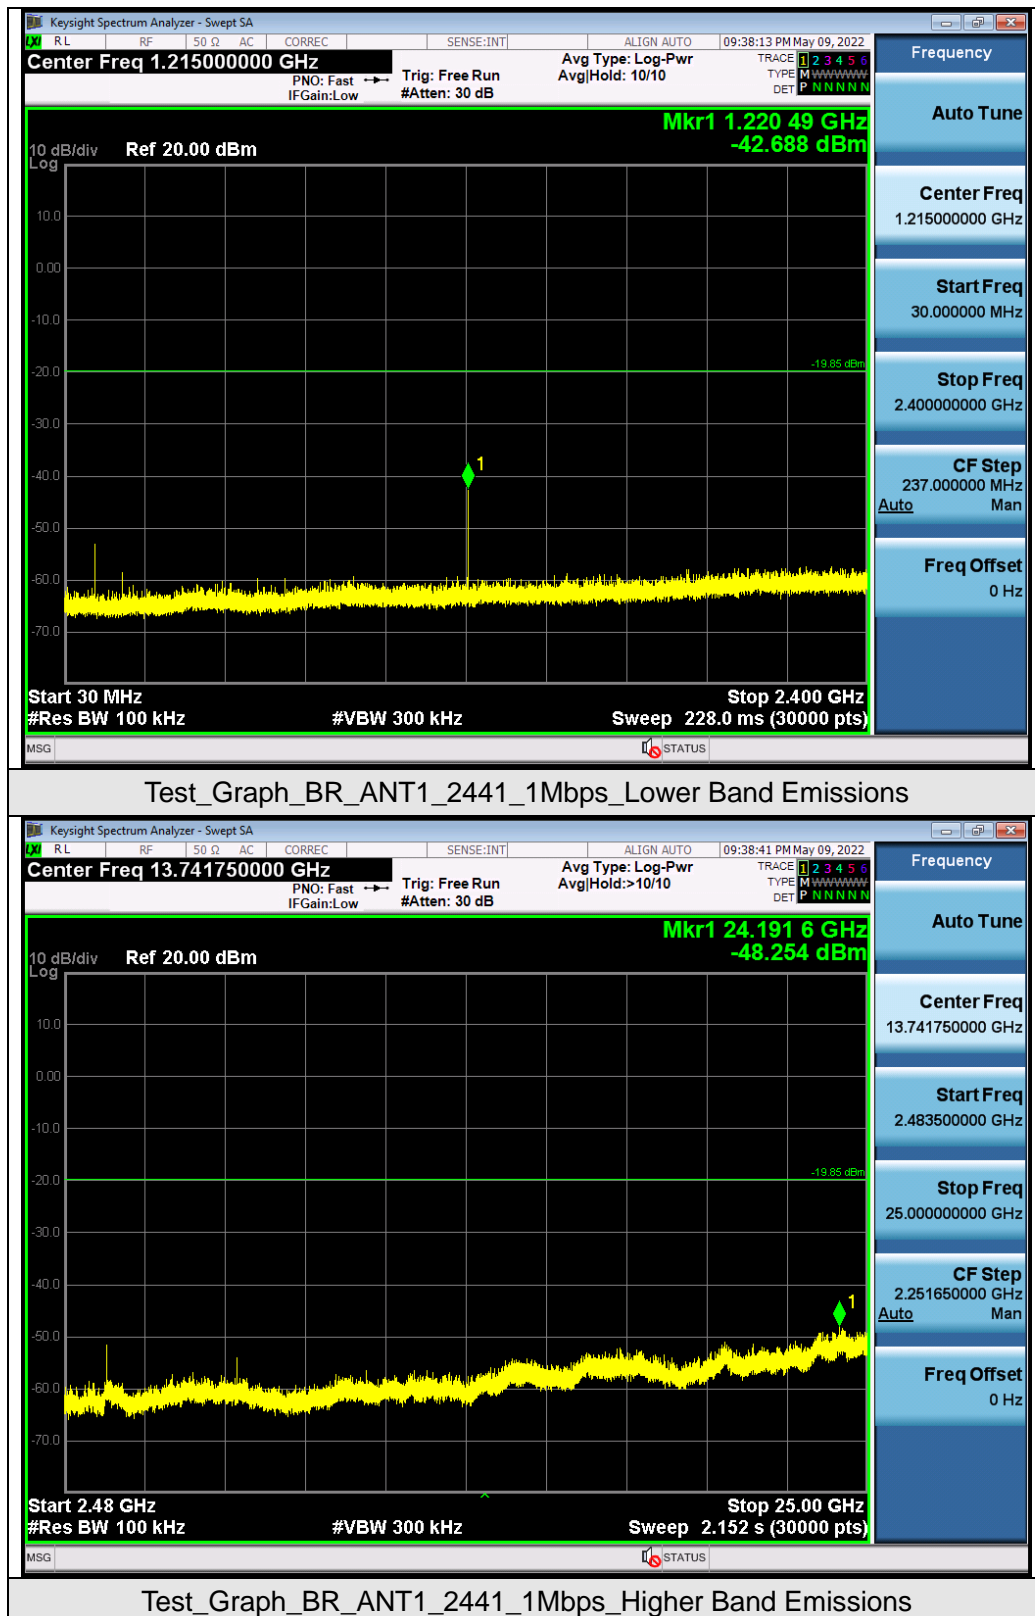 Keysight Spectrum Analyzer - Swept SA
LXI RL RF 50 Ω AC CORREC SENSE:INT ALIGN AUTO 09:38:13 PM May 09, 2022
Center Freq 1.215000000 GHz
PNO: Fast
IFGain:Low
Trig: Free Run
#Atten: 30 dB
Avg Type: Log-Pwr
Avg|Hold: 10/10
TRACE 1 2 3 4 5 6
TYPE M W W W W W
DET P N N N N N
Mkr1 1.220 49 GHz
-42.688 dBm
10 dB/div Ref 20.00 dBm
Log
10.0
0.00
-10.0
-19.85 dBm
-20.0
-30.0
1
-40.0
-50.0
-60.0
-70.0
Start 30 MHz Stop 2.400 GHz
#Res BW 100 kHz #VBW 300 kHz Sweep 228.0 ms (30000 pts)
MSG STATUS
Frequency
Auto Tune
Center Freq
1.215000000 GHz
Start Freq
30.000000 MHz
Stop Freq
2.400000000 GHz
CF Step
237.000000 MHz
Auto Man
Freq Offset
0 Hz
Test_Graph_BR_ANT1_2441_1Mbps_Lower Band Emissions
Keysight Spectrum Analyzer - Swept SA
LXI RL RF 50 Ω AC CORREC SENSE:INT ALIGN AUTO 09:38:41 PM May 09, 2022
Center Freq 13.741750000 GHz
PNO: Fast
IFGain:Low
Trig: Free Run
#Atten: 30 dB
Avg Type: Log-Pwr
Avg|Hold:>10/10
TRACE 1 2 3 4 5 6
TYPE M W W W W W
DET P N N N N N
Mkr1 24.191 6 GHz
-48.254 dBm
10 dB/div Ref 20.00 dBm
Log
10.0
0.00
-10.0
-19.85 dBm
-20.0
-30.0
-40.0
1
-50.0
-60.0
-70.0
Start 2.48 GHz Stop 25.00 GHz
#Res BW 100 kHz #VBW 300 kHz Sweep 2.152 s (30000 pts)
MSG STATUS
Frequency
Auto Tune
Center Freq
13.741750000 GHz
Start Freq
2.483500000 GHz
Stop Freq
25.000000000 GHz
CF Step
2.251650000 GHz
Auto Man
Freq Offset
0 Hz
Test_Graph_BR_ANT1_2441_1Mbps_Higher Band Emissions